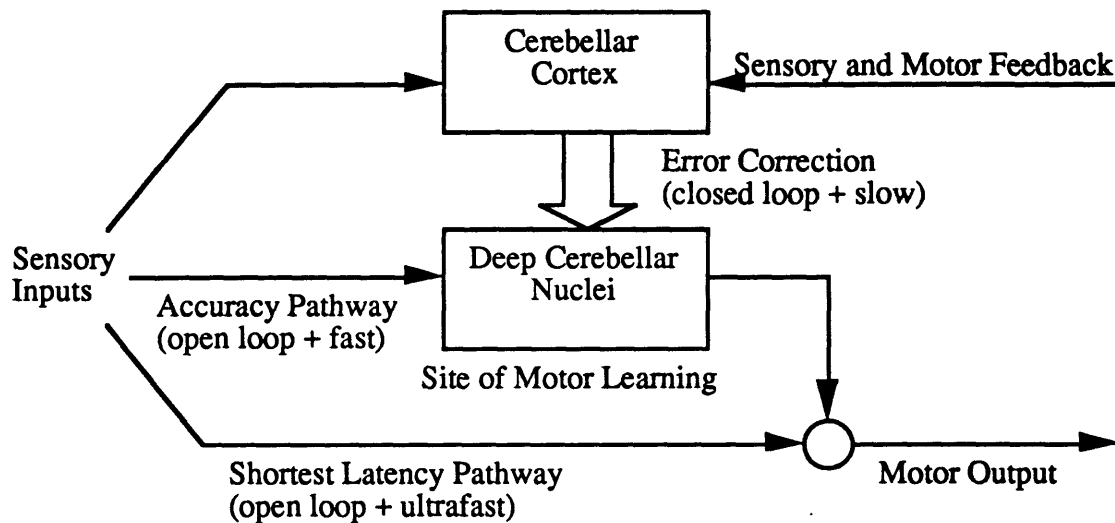 Cerebellar
Cortex
Sensory and Motor Feedback
Error Correction
(closed loop + slow)
Sensory
Inputs
Deep Cerebellar
Nuclei
Accuracy Pathway
(open loop + fast)
Site of Motor Learning
Shortest Latency Pathway
(open loop + ultrafast)
Motor Output